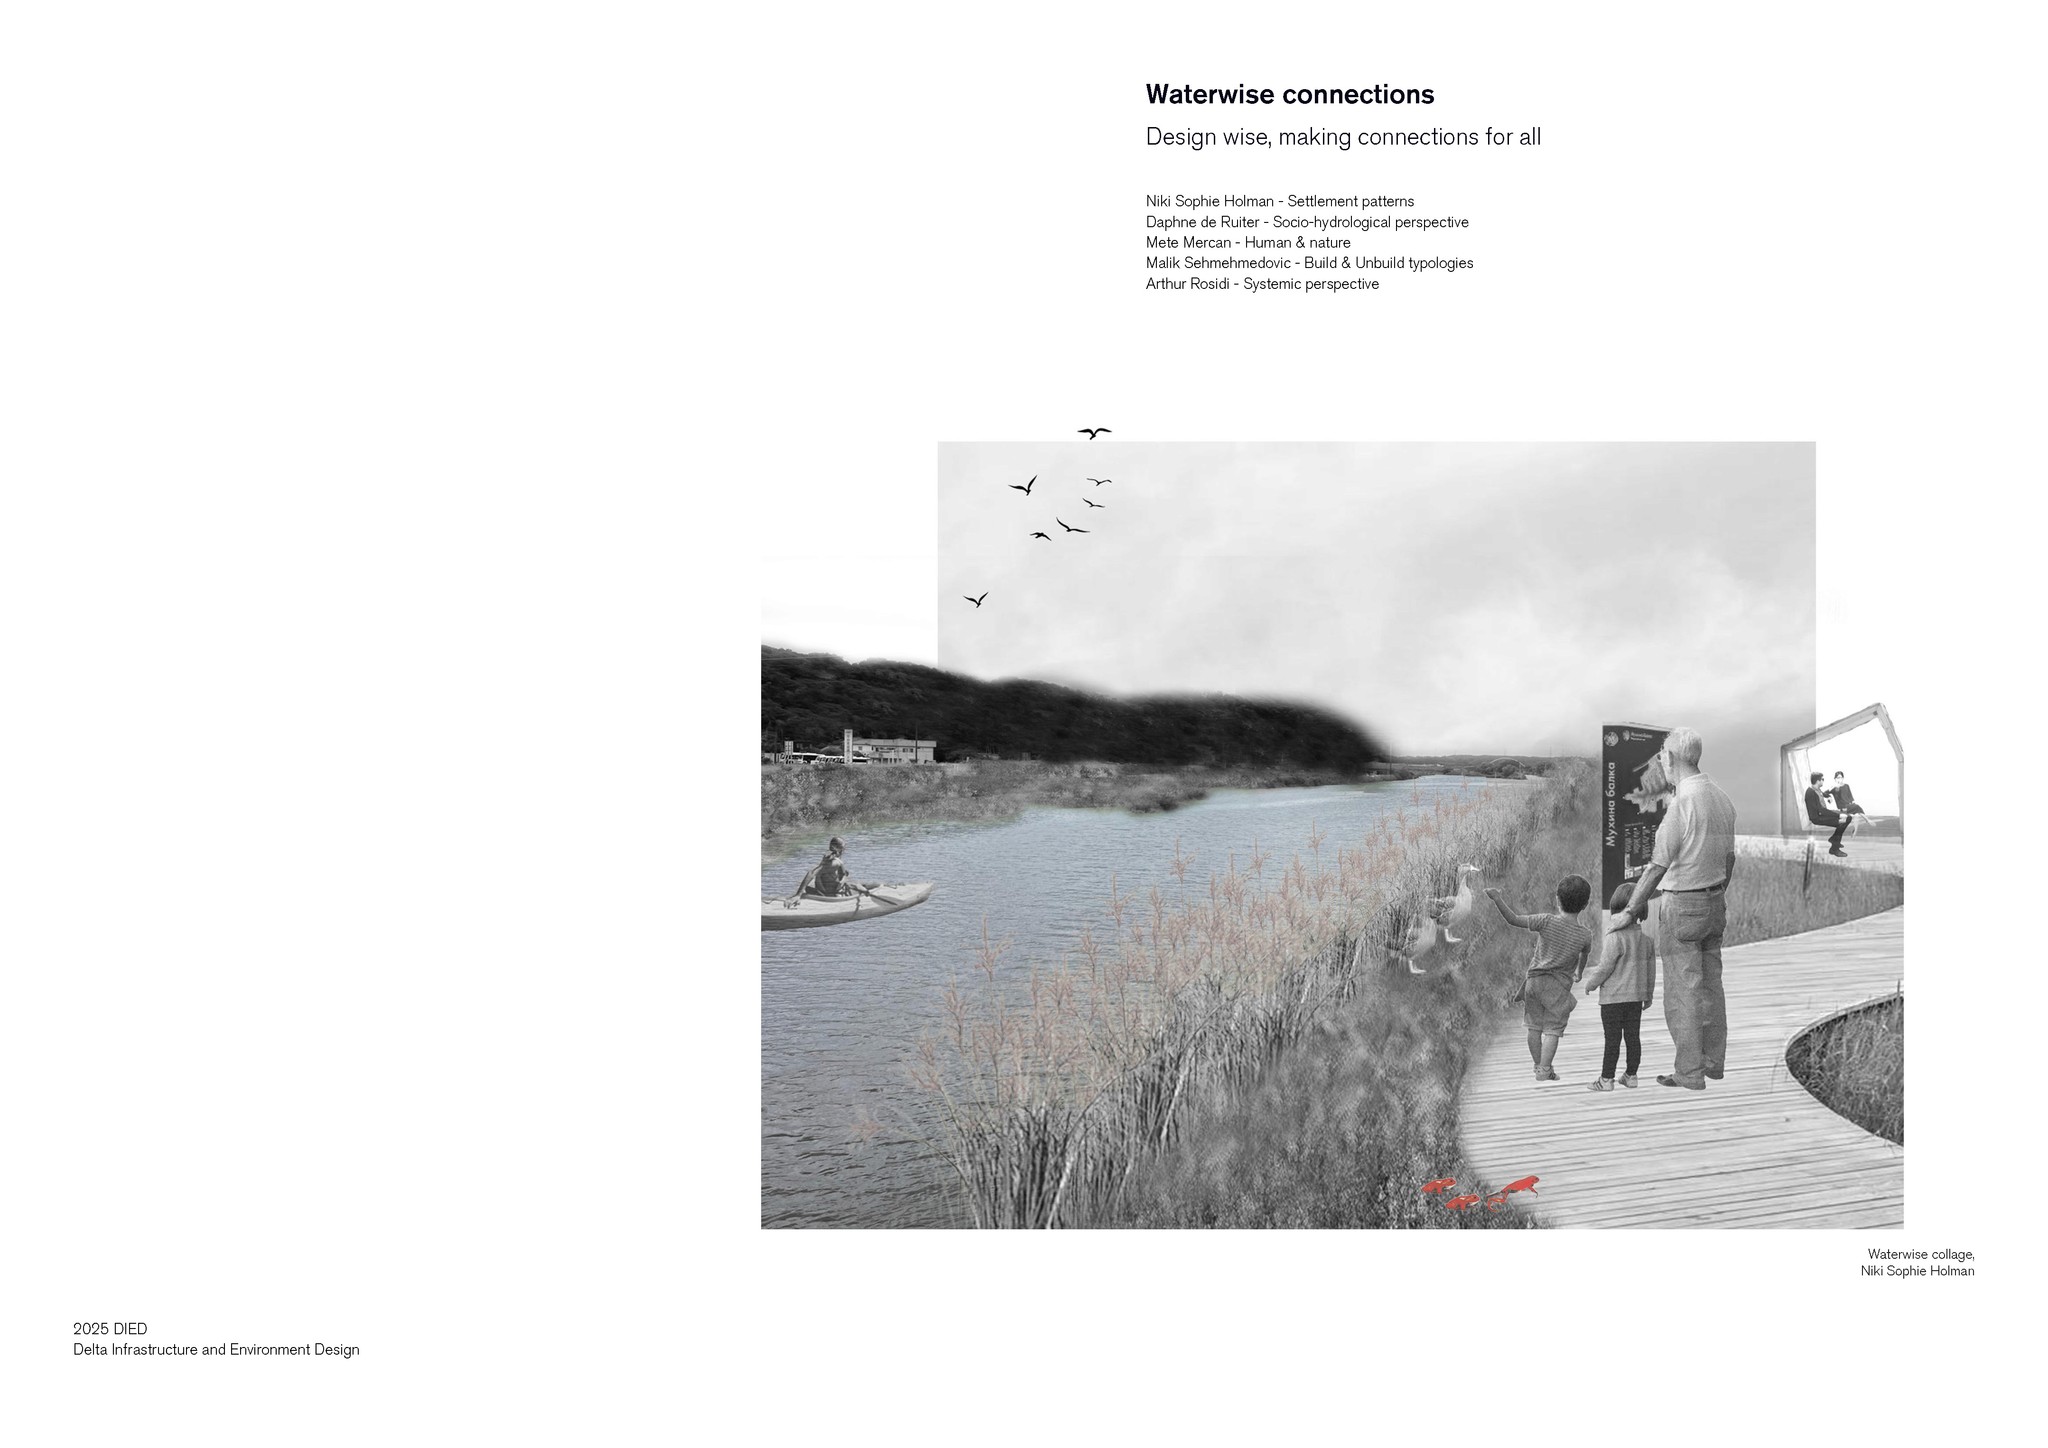 Waterwise connections
Design wise, making connections for all
Niki Sophie Holman - Settlement patterns
Daphne de Ruiter - Socio-hydrological perspective
Mete Mercan - Human & nature
Malik Sehmehmedovic - Build & Unbuild typologies
Arthur Rosidi - Systemic perspective
Мухина балка
Waterwise collage,
Niki Sophie Holman
2025 DIED
Delta Infrastructure and Environment Design